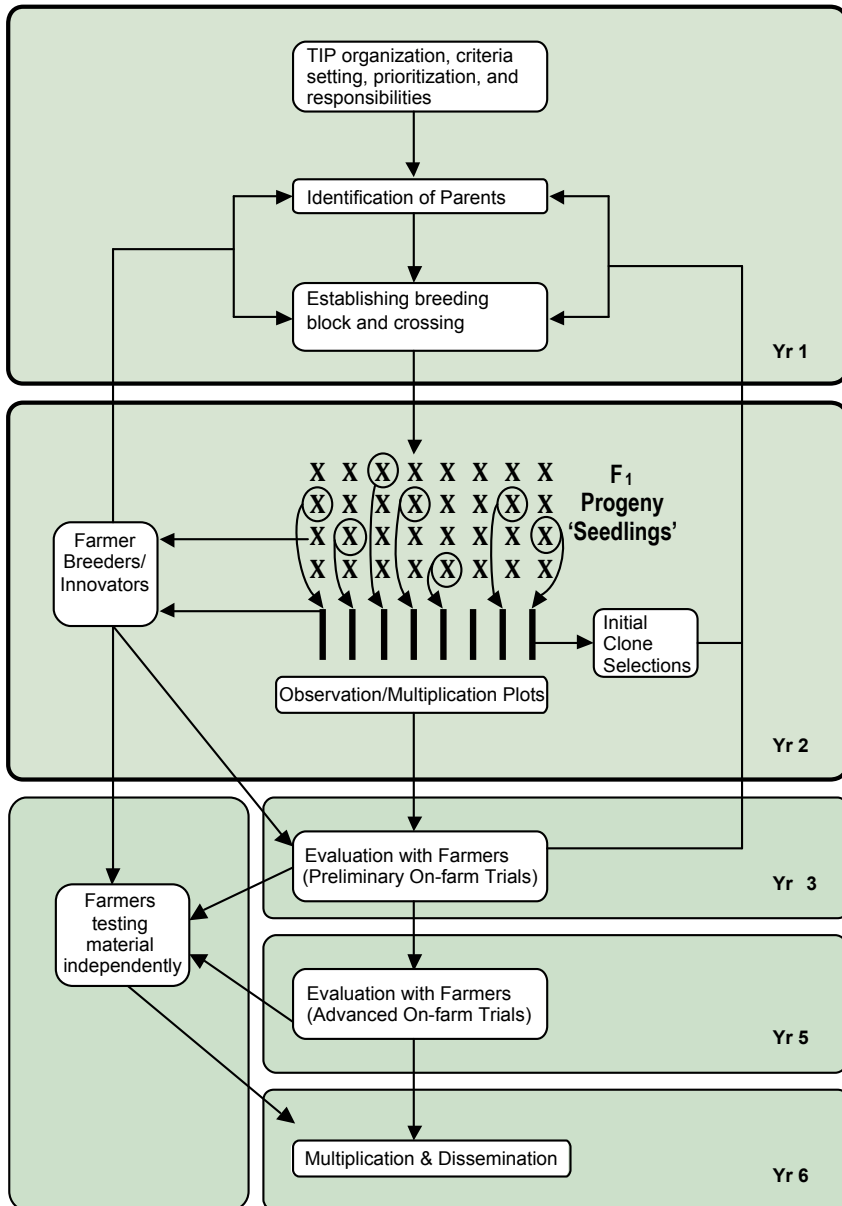 TIP organization, criteria
setting, prioritization, and
responsibilities
Identification of Parents
Establishing breeding
block and crossing
Yr 1
X X X X X X X X
X X X X X X X X
X X X X X X X X
X X X X X X X X
F1
Progeny
‘Seedlings’
Farmer
Breeders/
Innovators
Initial
Clone
Selections
Observation/Multiplication Plots
Yr 2
Evaluation with Farmers
(Preliminary On-farm Trials)
Yr 3
Farmers
testing
material
independently
Evaluation with Farmers
(Advanced On-farm Trials)
Yr 5
Multiplication & Dissemination
Yr 6